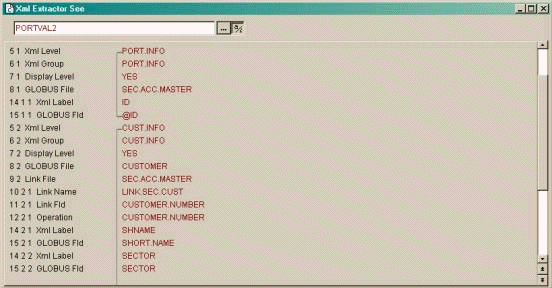 Xml Extractor See
PORTVAL2 ...
5 1 Xml Level PORT.INFO
6 1 Xml Group PORT.INFO
7 1 Display Level YES
8 1 GLOBUS File SEC.ACC.MASTER
14 1 1 Xml Label ID
15 1 1 GLOBUS Fld @ID
5 2 Xml Level CUST.INFO
6 2 Xml Group CUST.INFO
7 2 Display Level YES
8 2 GLOBUS File CUSTOMER
9 2 Link File SEC.ACC.MASTER
10 2 1 Link Name LINK.SEC.CUST
11 2 1 Link Fld CUSTOMER.NUMBER
12 2 1 Operation CUSTOMER.NUMBER
14 2 1 Xml Label SHNAME
15 2 1 GLOBUS Fld SHORT.NAME
14 2 2 Xml Label SECTOR
15 2 2 GLOBUS Fld SECTOR